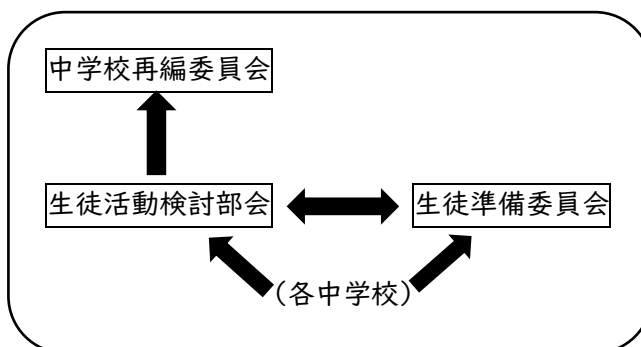 中学校再編委員会
生徒活動検討部会
生徒準備委員会
（各中学校）